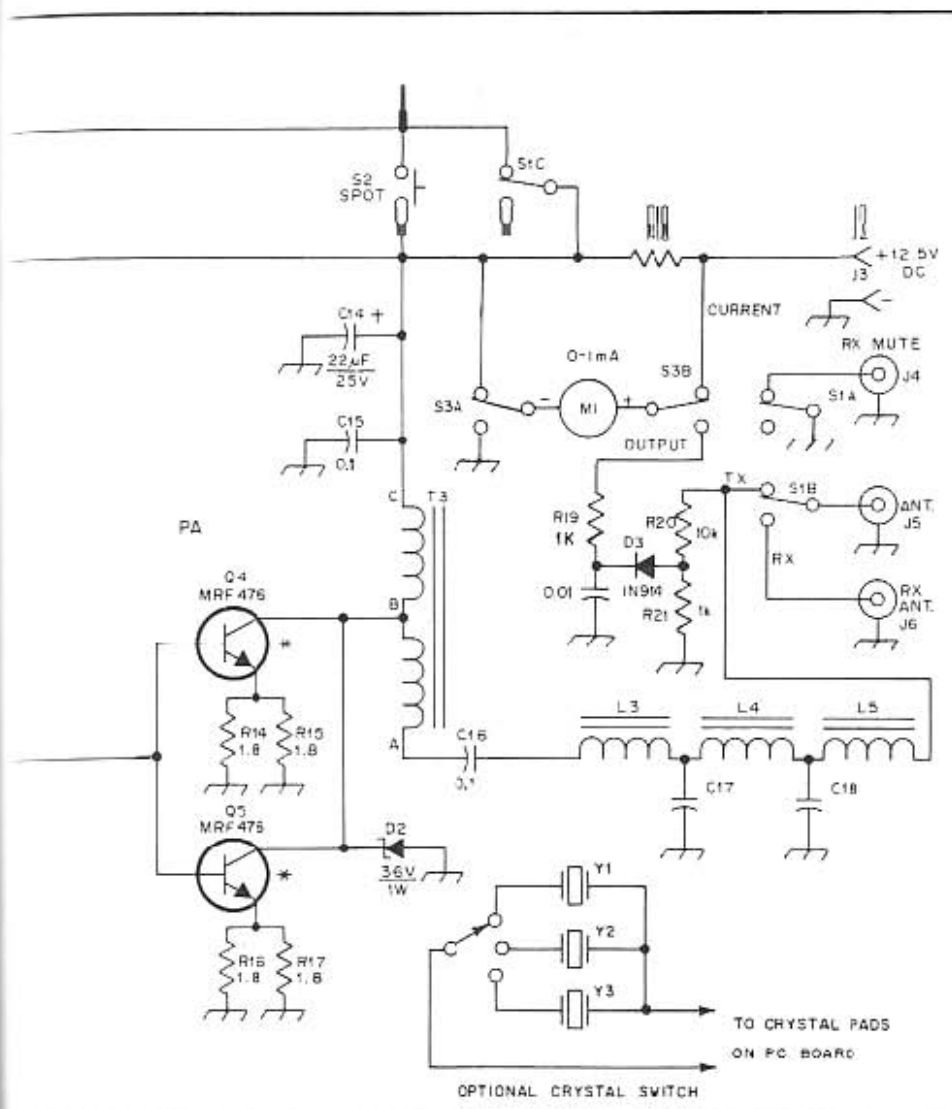 S2
SPOT
S1C
J3
+12.5V
DC
-
CURRENT
C14
+
22µF
25V
0-1mA
RX MUTE
J4
S3B
S1A
S3A
-
M1
+
OUTPUT
C15
0.1
C
T3
TX
S1B
ANT.
J5
PA
R19
1K
R20
10k
D3
1N914
RX
Q4
MRF476
*
B
0.01
R21
1k
RX
ANT.
J6
R14
1.8
R15
1.8
A
C16
0.1
L3
L4
L5
C17
C18
Q5
MRF476
*
D2
36V
1W
Y1
Y2
Y3
R16
1.8
R17
1.8
TO CRYSTAL PADS
ON PC BOARD
OPTIONAL CRYSTAL SWITCH